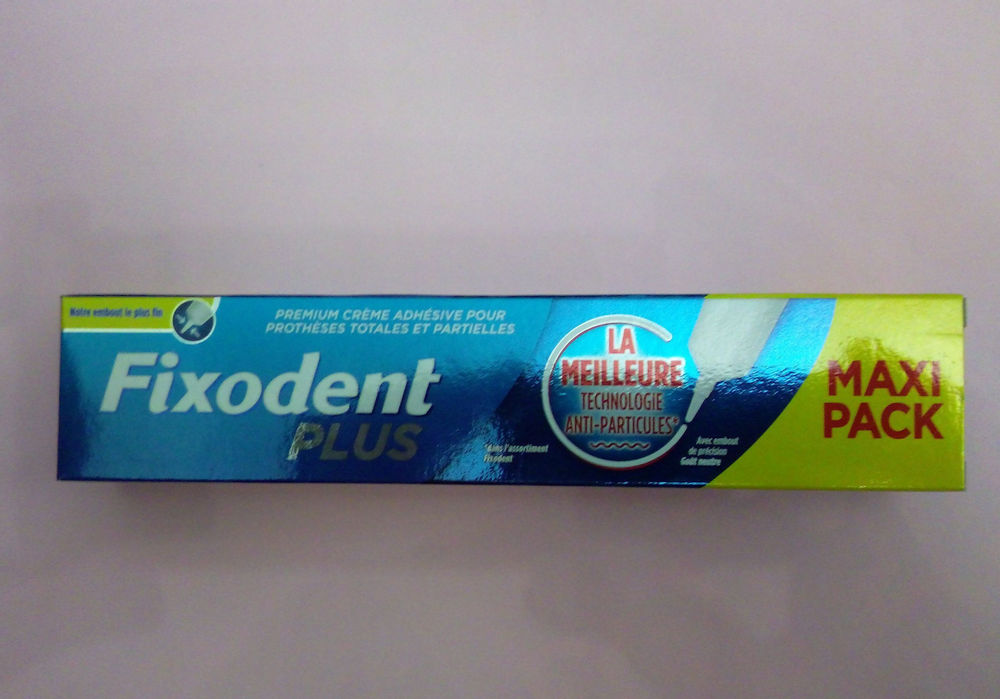 Notre embout le plus fin
PREMIUM CRÈME ADHÉSIVE POUR
PROTHÈSES TOTALES ET PARTIELLES
Fixodent
PLUS
*dans l'assortiment
Fixodent
LA
MEILLEURE
TECHNOLOGIE
ANTI-PARTICULES*
Avec embout
de précision
Goût neutre
MAXI
PACK